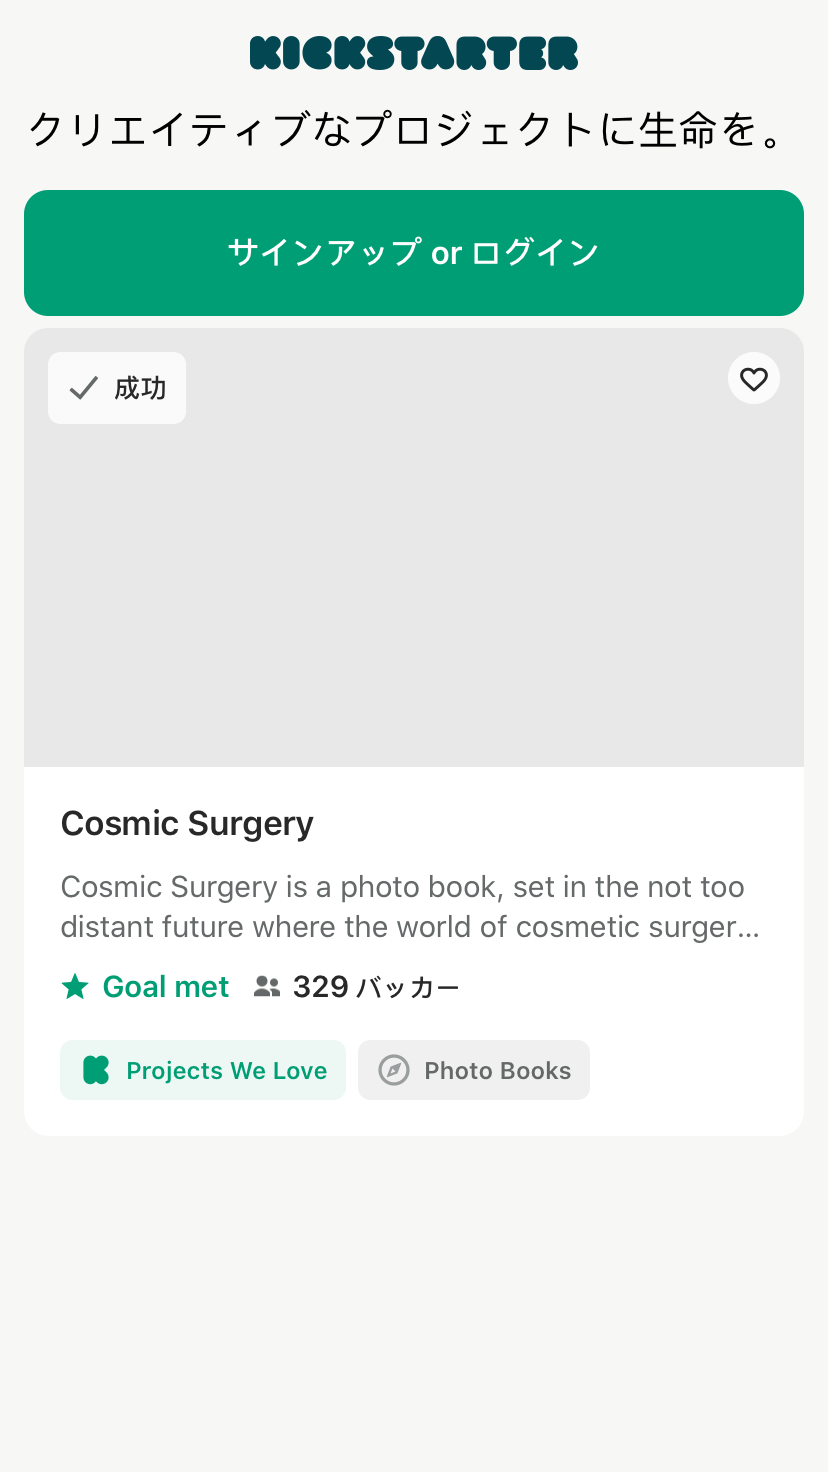 KICKSTARTER
クリエイティブなプロジェクトに生命を。
サインアップ or ログイン
成功
Cosmic Surgery
Cosmic Surgery is a photo book, set in the not too
distant future where the world of cosmetic surger...
Goal met 329 バッカー
Projects We Love Photo Books